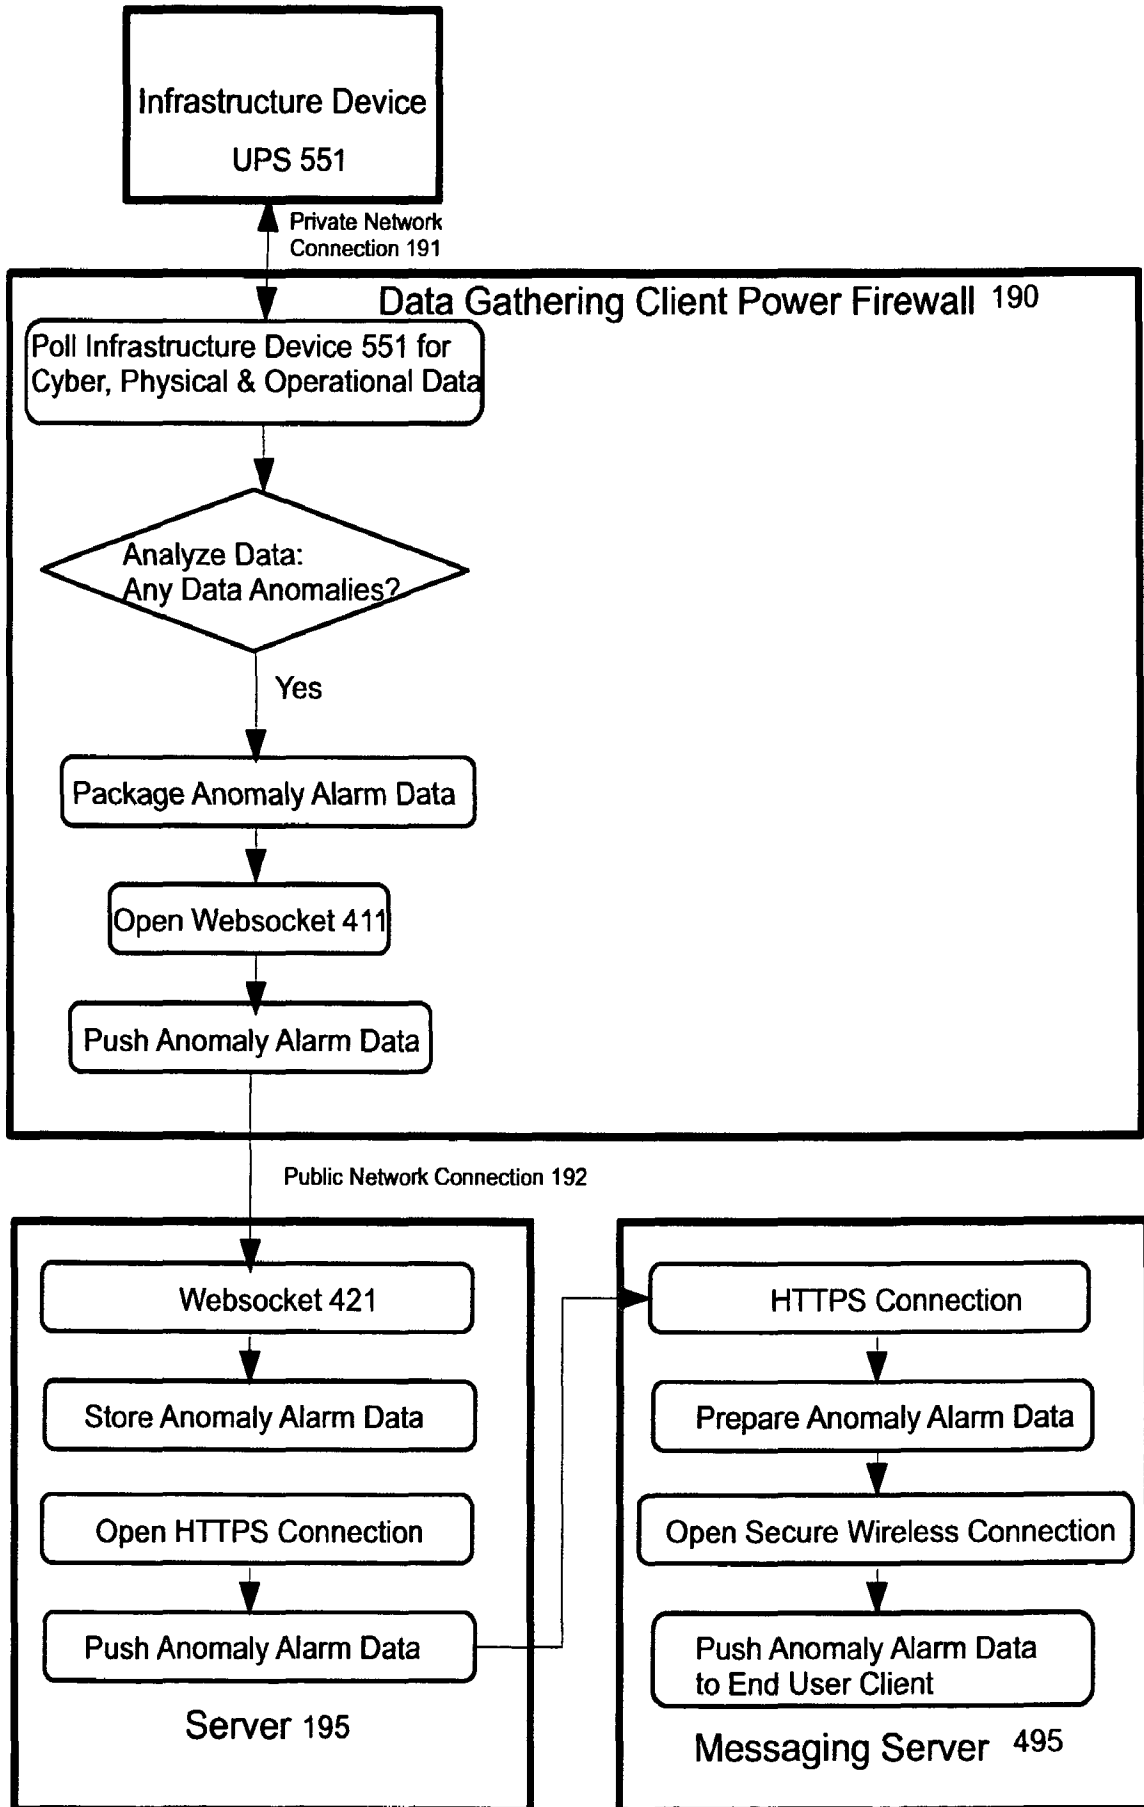 Infrastructure Device
UPS 551
Private Network
Connection 191
Data Gathering Client Power Firewall 190
Poll Infrastructure Device 551 for
Cyber, Physical & Operational Data
Analyze Data:
Any Data Anomalies?
Yes
Package Anomaly Alarm Data
Open Websocket 411
Push Anomaly Alarm Data
Public Network Connection 192
Websocket 421
Store Anomaly Alarm Data
Open HTTPS Connection
Push Anomaly Alarm Data
Server 195
HTTPS Connection
Prepare Anomaly Alarm Data
Open Secure Wireless Connection
Push Anomaly Alarm Data
to End User Client
Messaging Server 495